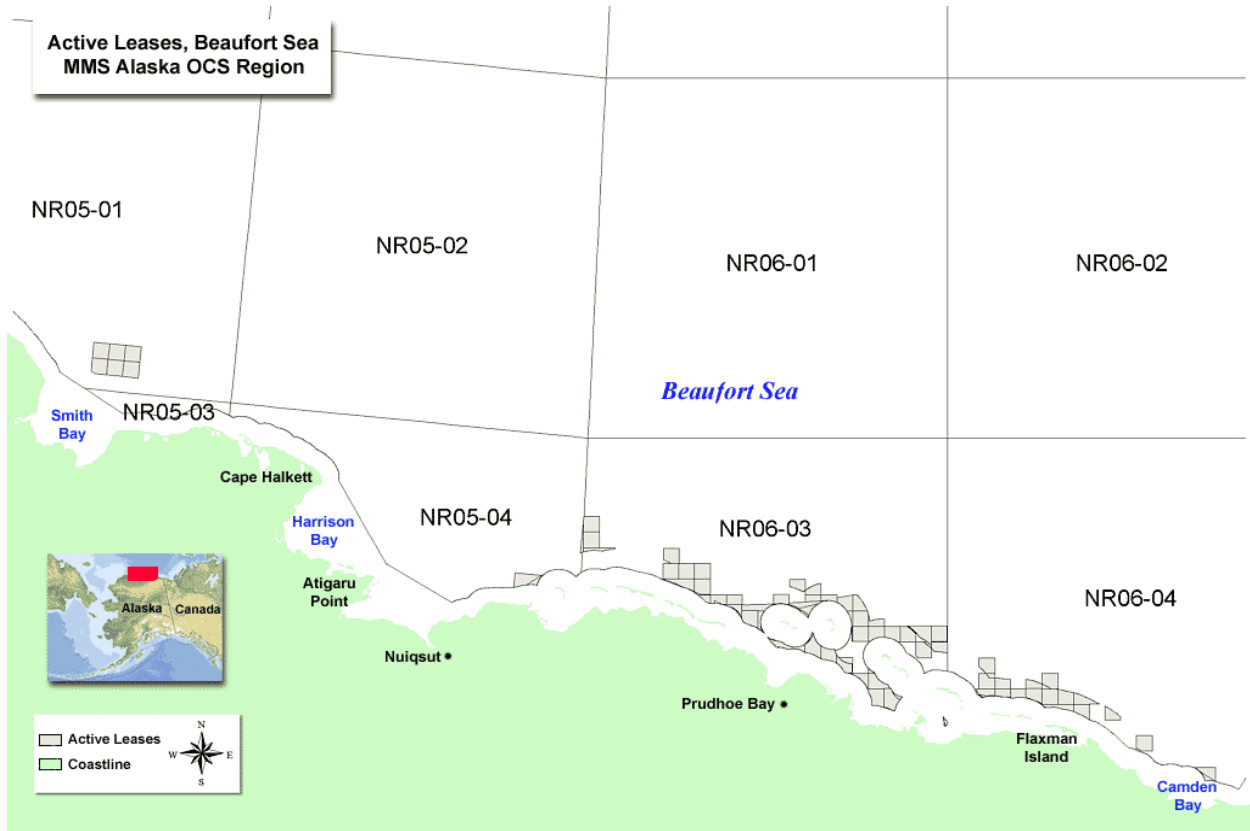 Active Leases, Beaufort Sea
MMS Alaska OCS Region
NR05-01
NR05-02
NR06-01
NR06-02
Beaufort Sea
Smith
Bay
NR05-03
Cape Halkett
Harrison
Bay
NR05-04
NR06-03
Atigaru
Point
NR06-04
Alaska
Canada
Nuiqsut
Prudhoe Bay
Flaxman
Island
Camden
Bay
Active Leases
Coastline
N
W
E
S